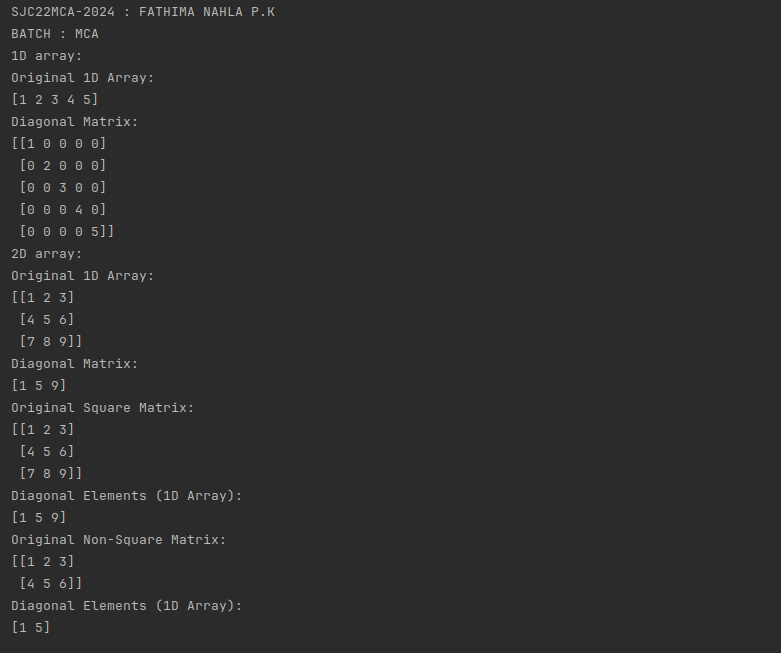 SJC22MCA-2024 : FATHIMA NAHLA P.K
BATCH : MCA
1D array:
Original 1D Array:
[1 2 3 4 5]
Diagonal Matrix:
[[1 0 0 0 0]
 [0 2 0 0 0]
 [0 0 3 0 0]
 [0 0 0 4 0]
 [0 0 0 0 5]]
2D array:
Original 1D Array:
[[1 2 3]
 [4 5 6]
 [7 8 9]]
Diagonal Matrix:
[1 5 9]
Original Square Matrix:
[[1 2 3]
 [4 5 6]
 [7 8 9]]
Diagonal Elements (1D Array):
[1 5 9]
Original Non-Square Matrix:
[[1 2 3]
 [4 5 6]]
Diagonal Elements (1D Array):
[1 5]